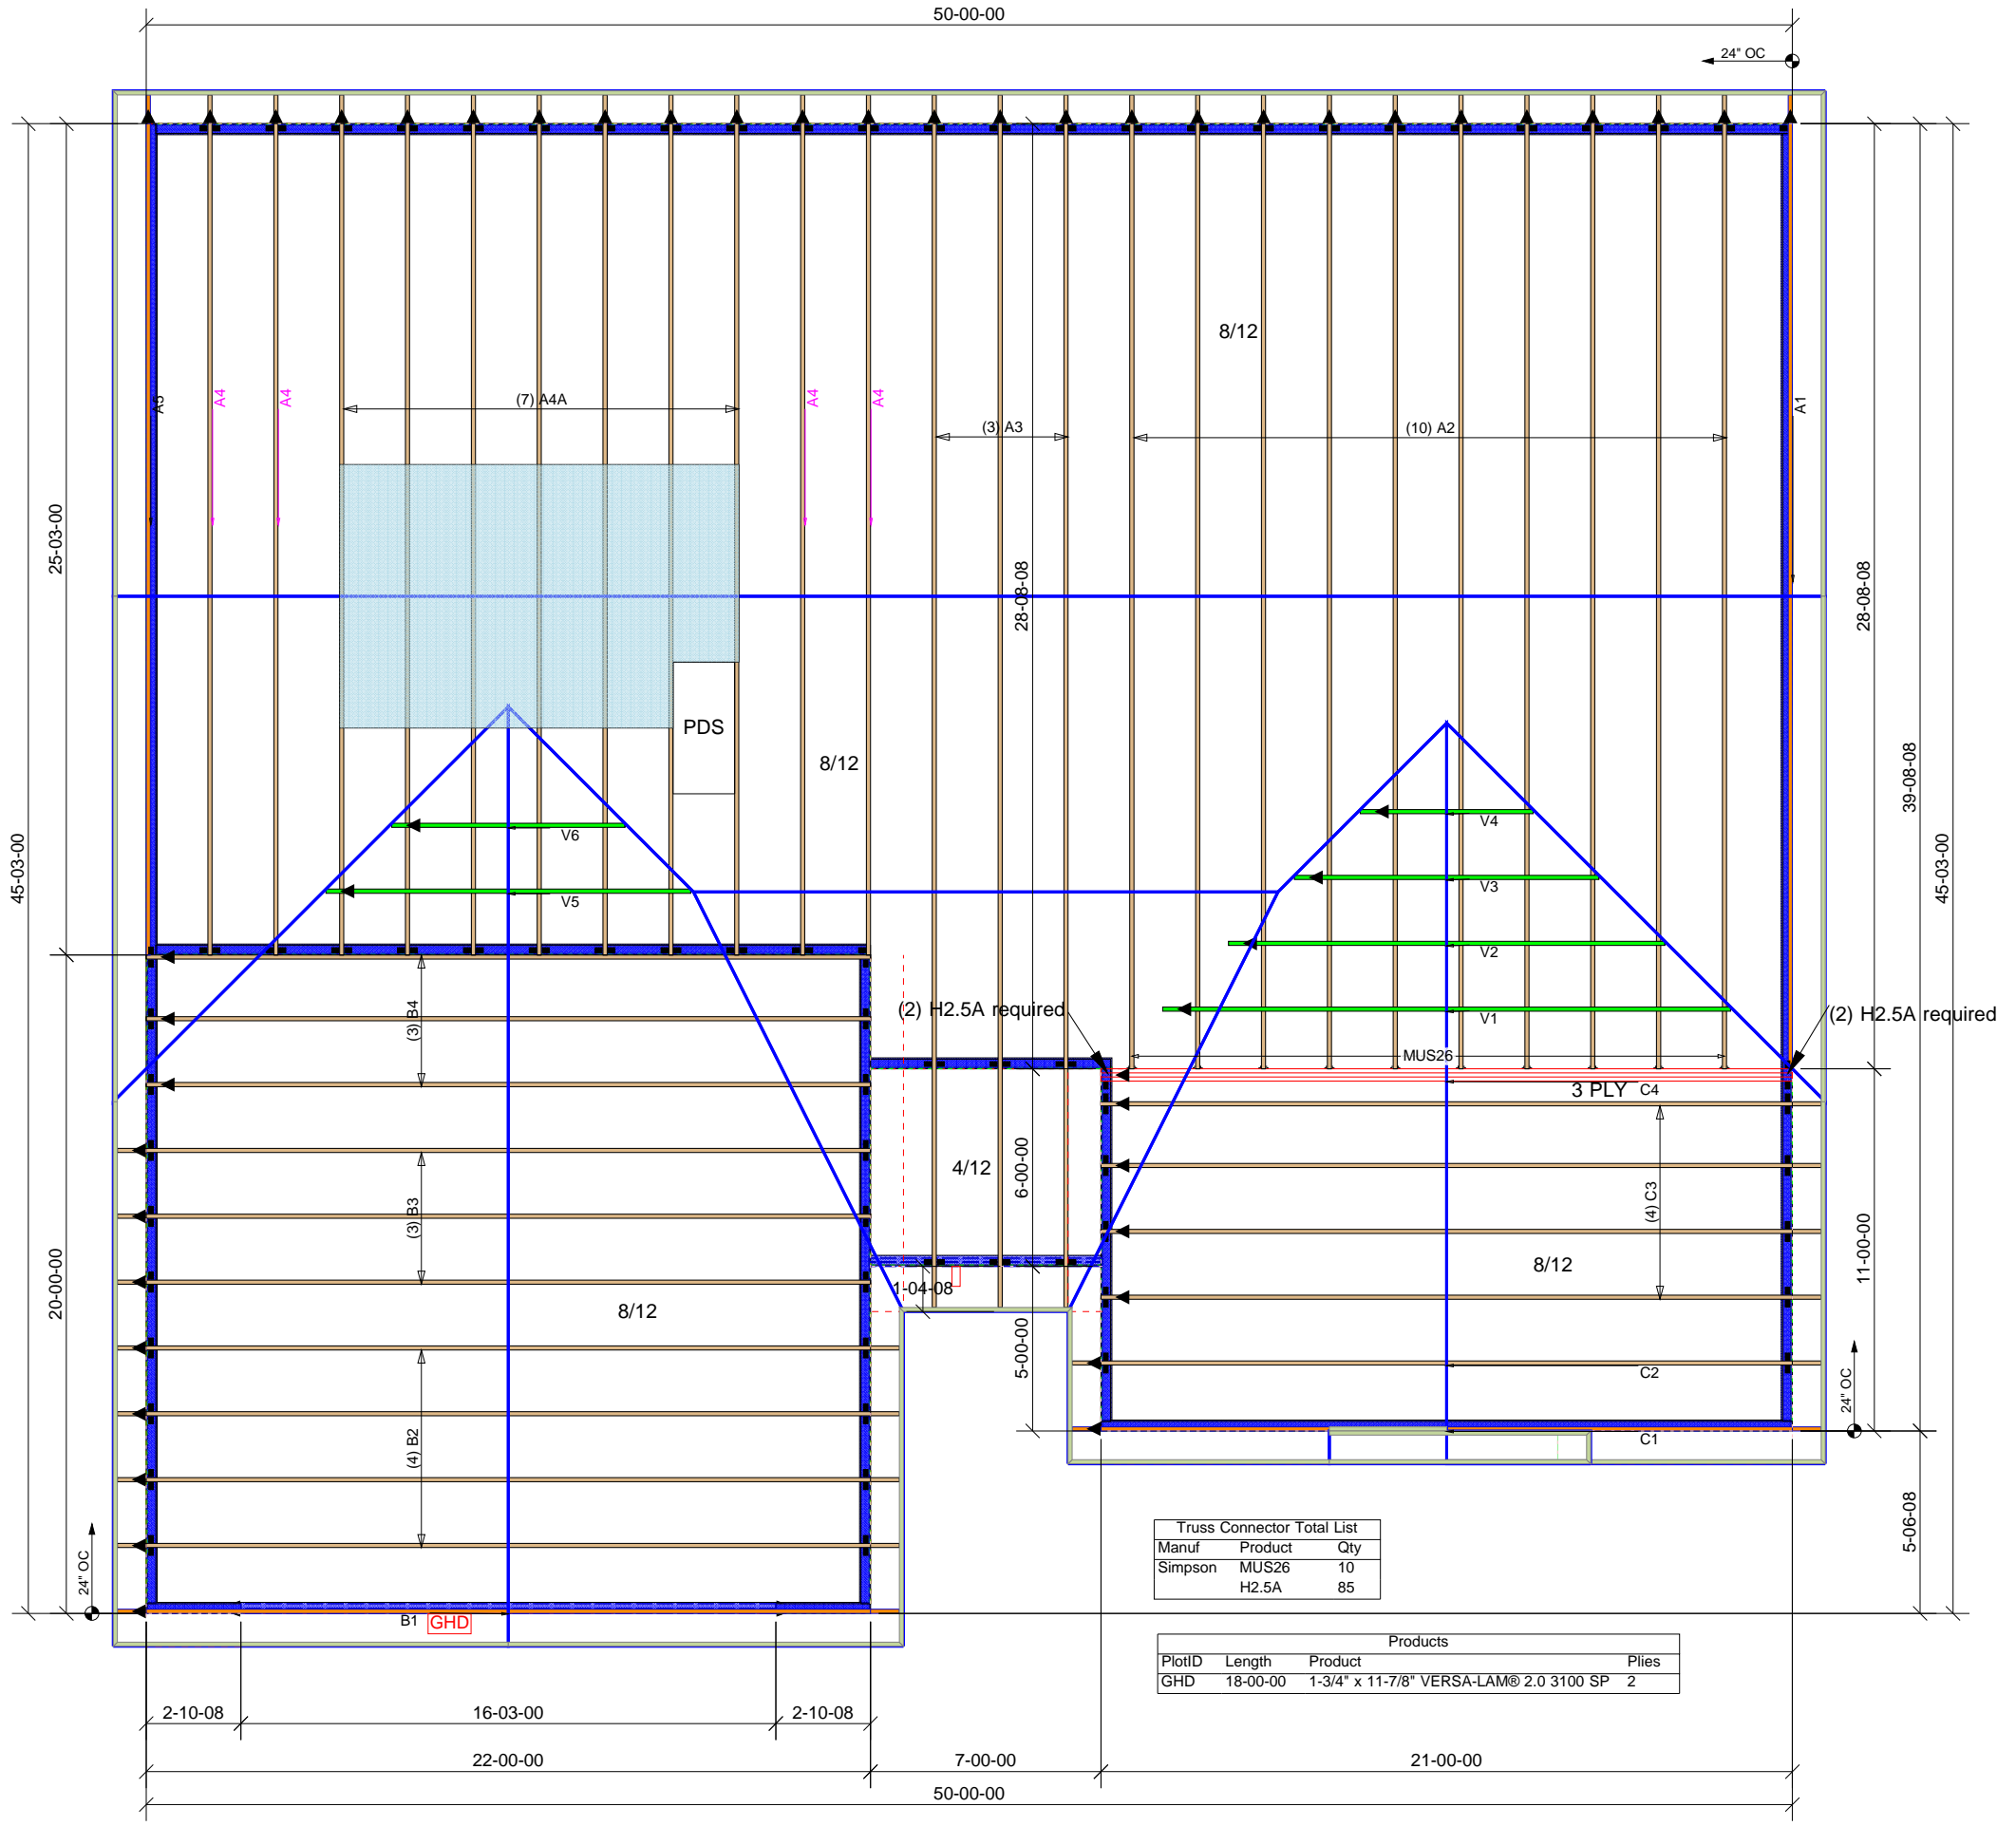 50-00-00
24" OC
8/12
A5
A4
A4
(7) A4A
A4
A4
(3) A3
(10) A2
A1
25-03-00
28-08-08
28-08-08
39-08-08
45-03-00
45-03-00
PDS
8/12
V6
V5
V4
V3
V2
V1
(2) H2.5A required
(2) H2.5A required
MUS26
3 PLY
C4
(3) B4
(3) B3
(4) B2
4/12
6-00-00
(4) C3
8/12
11-00-00
20-00-00
8/12
1-04-08
5-00-00
C2
24" OC
C1
5-06-08
24" OC
B1
GHD
Truss Connector Total List
Manuf Product Qty
Simpson MUS26 10
H2.5A 85
Products
PlotID Length Product Plies
GHD 18-00-00 1-3/4" x 11-7/8" VERSA-LAM® 2.0 3100 SP 2
2-10-08
16-03-00
2-10-08
22-00-00
7-00-00
21-00-00
50-00-00